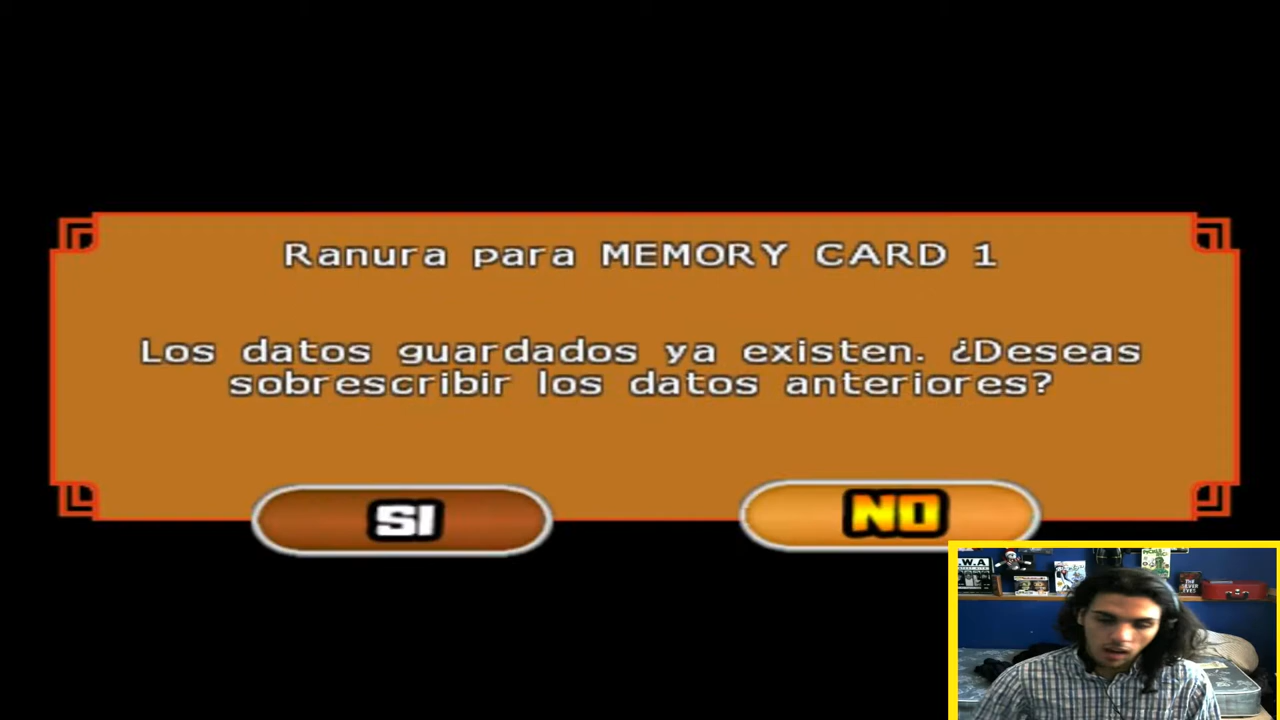 Ranura para MEMORY CARD 1
Los datos guardados ya existen. ¿Deseas
sobrescribir los datos anteriores?
SI
NO